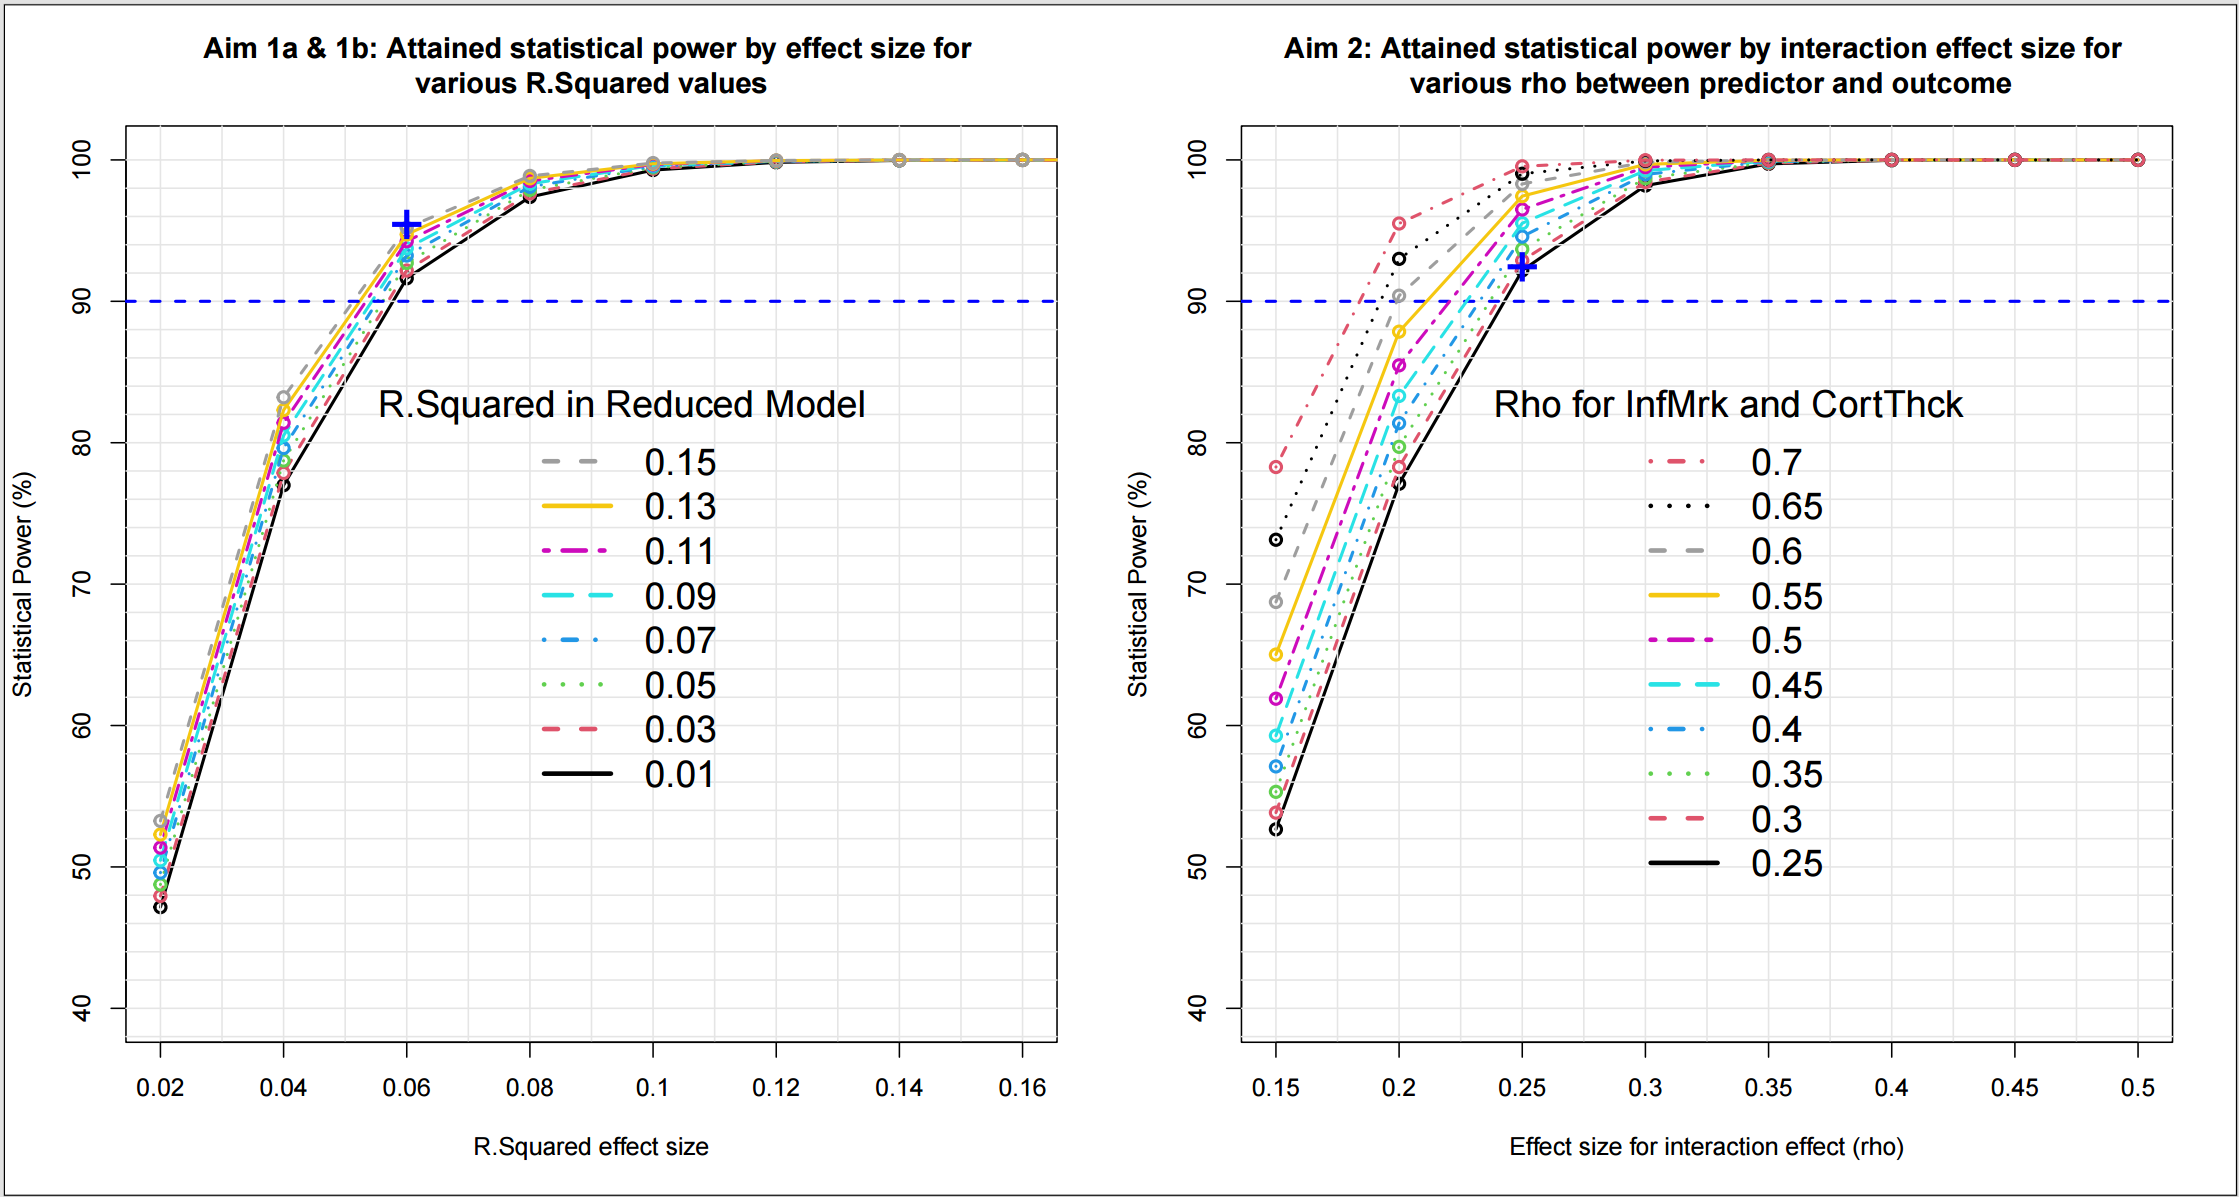 Aim 1a & 1b: Attained statistical power by effect size for
various R.Squared values
Statistical Power (%)
100
90
80
70
60
50
40
R.Squared in Reduced Model
0.15
0.13
0.11
0.09
0.07
0.05
0.03
0.01
0.02 0.04 0.06 0.08 0.1 0.12 0.14 0.16
R.Squared effect size
Aim 2: Attained statistical power by interaction effect size for
various rho between predictor and outcome
Statistical Power (%)
100
90
80
70
60
50
40
Rho for InfMrk and CortThck
0.7
0.65
0.6
0.55
0.5
0.45
0.4
0.35
0.3
0.25
0.15 0.2 0.25 0.3 0.35 0.4 0.45 0.5
Effect size for interaction effect (rho)